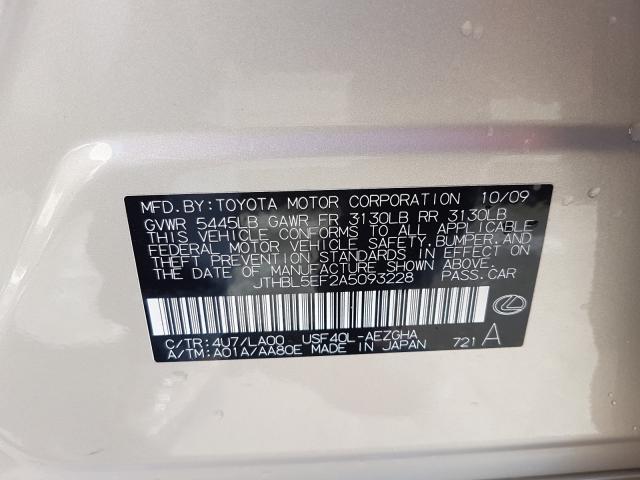 MFD. BY: TOYOTA MOTOR CORPORATION 10/09
GVWR 5445LB GAWR FR 3130LB RR 3130LB
THIS VEHICLE CONFORMS TO ALL APPLICABLE
FEDERAL MOTOR VEHICLE SAFETY, BUMPER, AND
THEFT PREVENTION STANDARDS IN EFFECT ON
THE DATE OF MANUFACTURE SHOWN ABOVE.
JTHBL5EF2A5093228 PASS. CAR
C/TR: 4U7/LA00 USF40L-AEZGHA
A/TM: A01A/AA80E MADE IN JAPAN 721 A